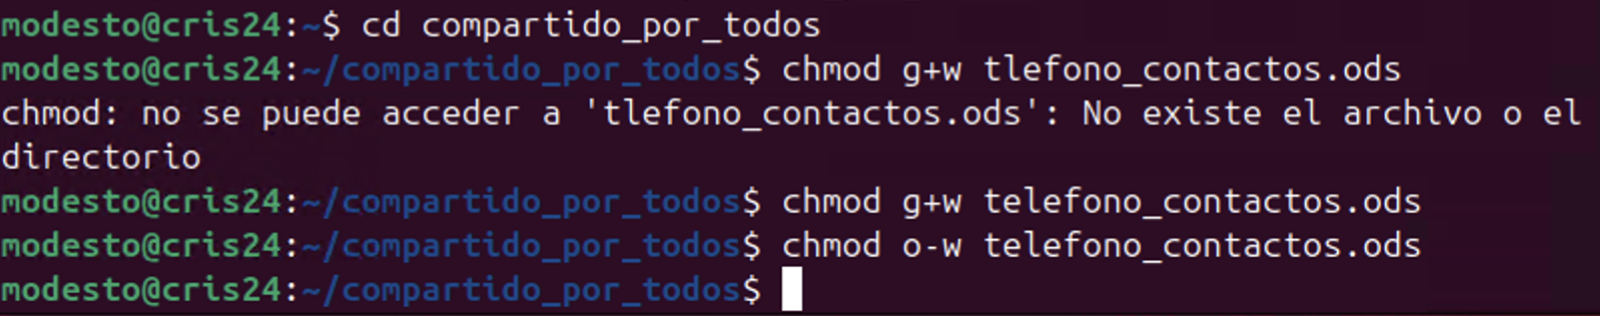 modesto@cris24:~$ cd compartido_por_todos
modesto@cris24:~/compartido_por_todos$ chmod g+w tlefono_contactos.ods
chmod: no se puede acceder a 'tlefono_contactos.ods': No existe el archivo o el
directorio
modesto@cris24:~/compartido_por_todos$ chmod g+w telefono_contactos.ods
modesto@cris24:~/compartido_por_todos$ chmod o-w telefono_contactos.ods
modesto@cris24:~/compartido_por_todos$